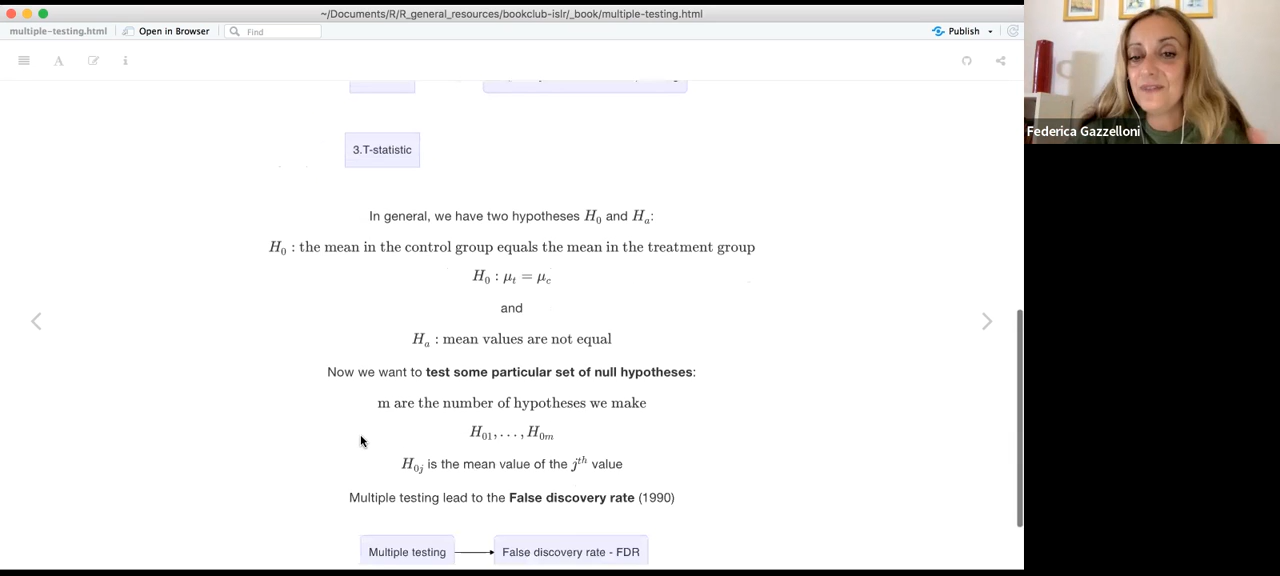 ~/Documents/R/R_general_resources/bookclub-islr/_book/multiple-testing.html
multiple-testing.html Open in Browser Find Publish
A i
3.T-statistic
In general, we have two hypotheses H₀ and Hₐ:
H₀ : the mean in the control group equals the mean in the treatment group
H₀ : μₜ = μ_c
and
Hₐ : mean values are not equal
Now we want to test some particular set of null hypotheses:
m are the number of hypotheses we make
H₀₁, . . . , H₀ₘ
H₀ⱼ is the mean value of the jᵗʰ value
Multiple testing lead to the False discovery rate (1990)
Multiple testing False discovery rate - FDR
Federica Gazzelloni